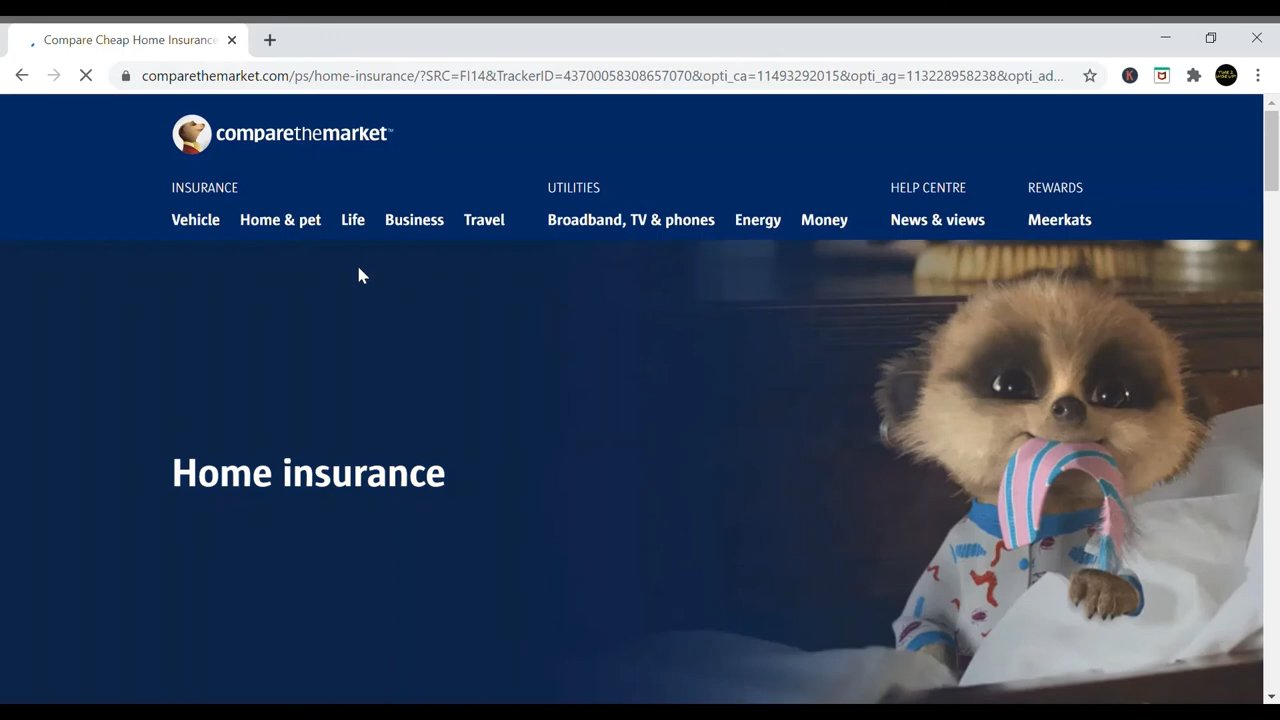 Compare Cheap Home Insurance
comparethemarket.com/ps/home-insurance/?SRC=FI14&TrackerID=43700058308657070&opti_ca=11493292015&opti_ag=113228598238&opti_ad...
comparethemarket™
INSURANCE UTILITIES HELP CENTRE REWARDS
Vehicle Home & pet Life Business Travel Broadband, TV & phones Energy Money News & views Meerkats
Home insurance